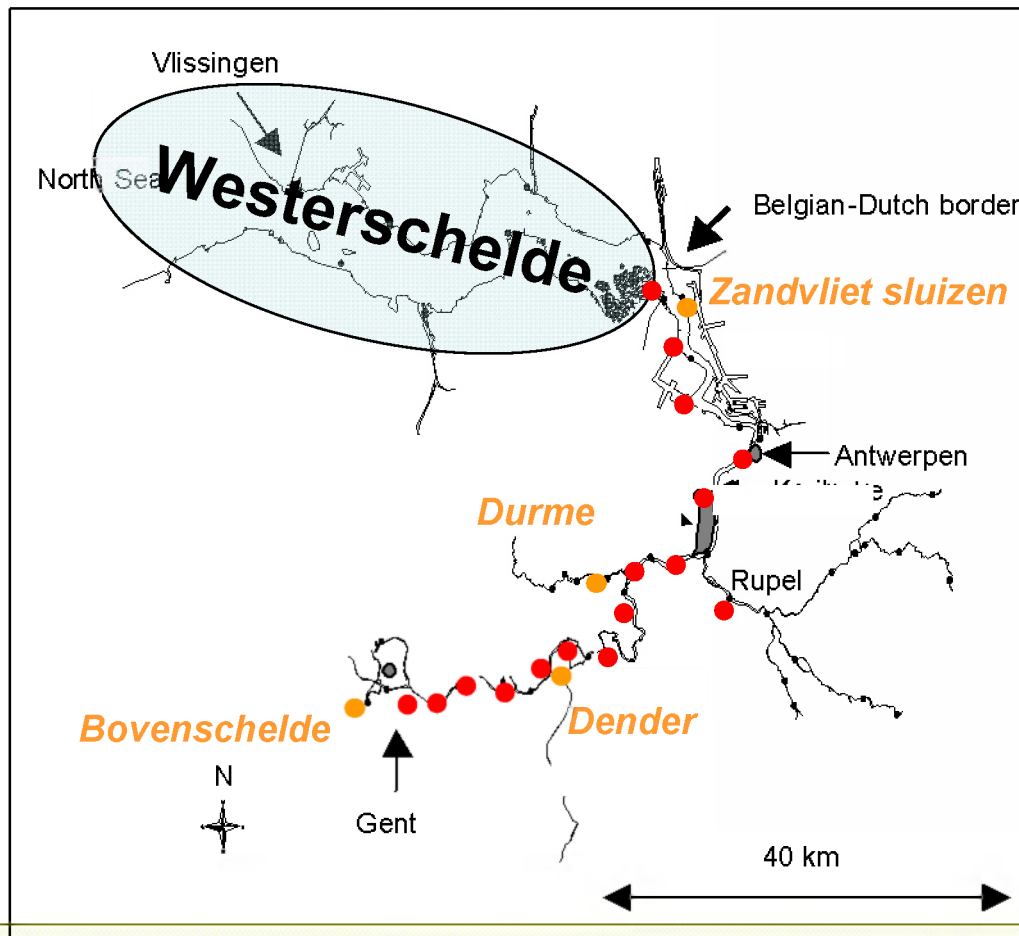 Vlissingen
North Sea
Westerschelde
Belgian-Dutch border
Zandvliet sluizen
Antwerpen
Durme
Rupel
Bovenschelde
Dender
N
Gent
40 km